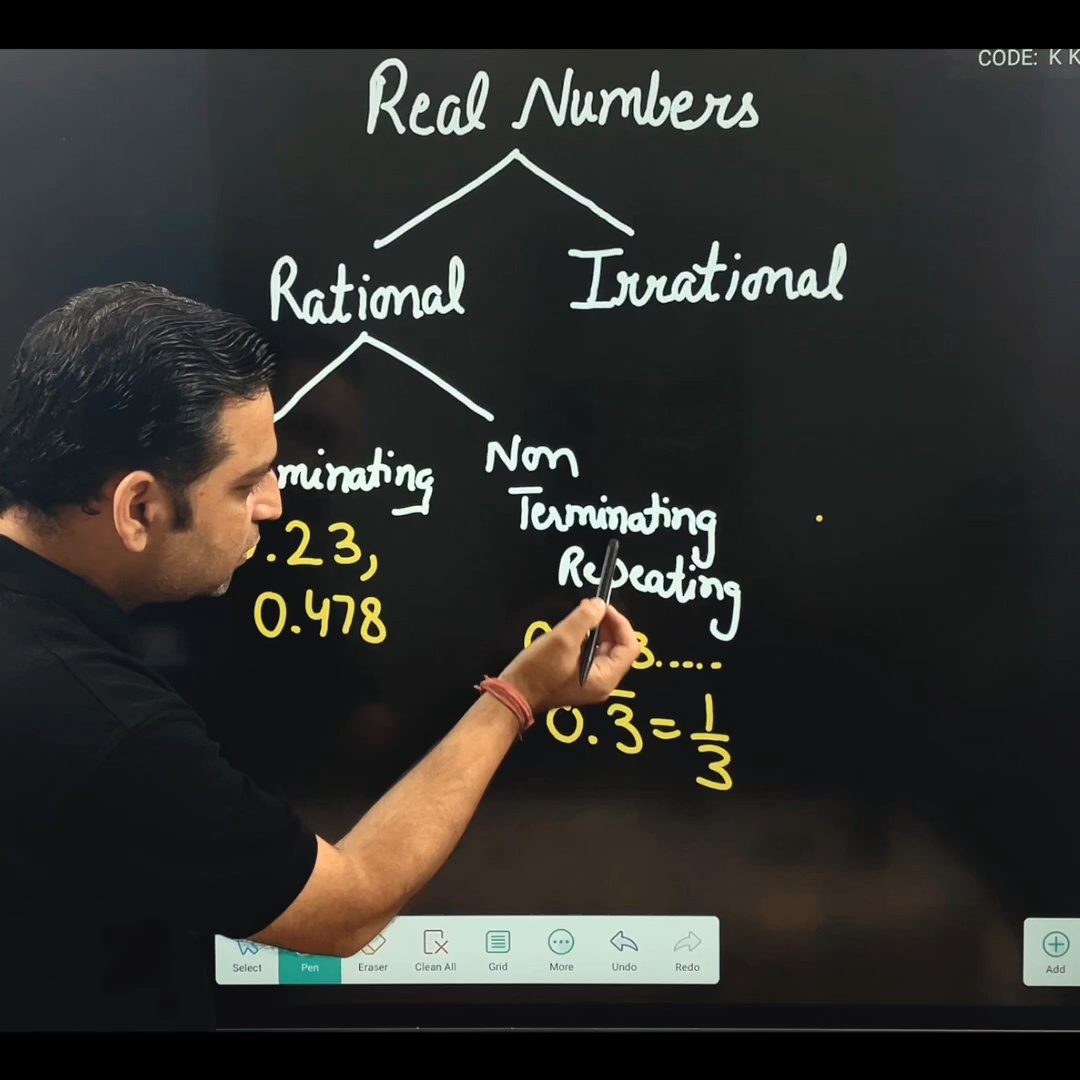 CODE: K K
Real Numbers
Rational Irrational
minating Non
Terminating
Repeating
.23,
0.478
3.....
0.3̅ = 1/3
Select Pen Eraser Clean All Grid More Undo Redo Add